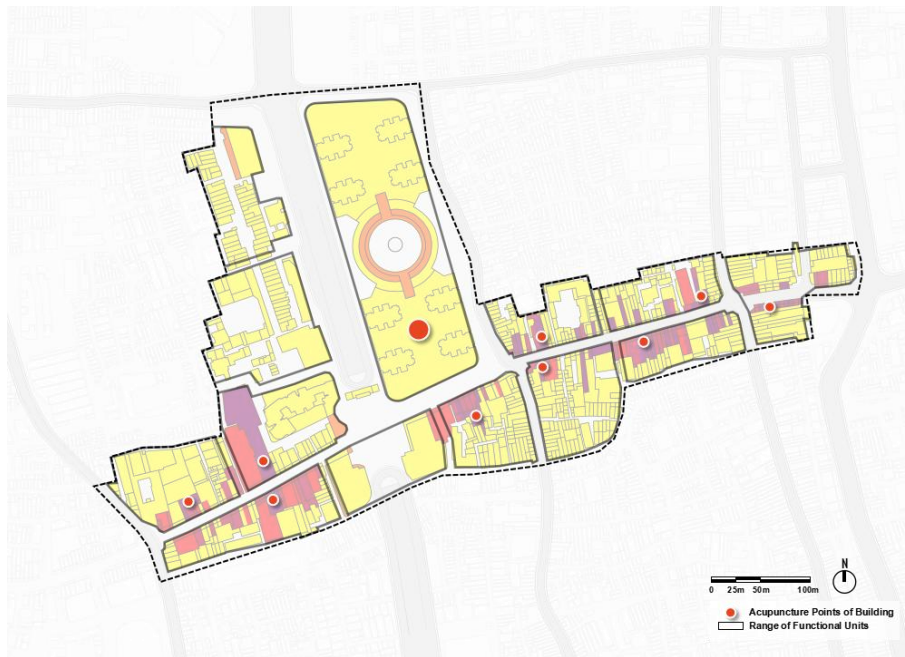 N
0 25m 50m 100m
Acupuncture Points of Building
Range of Functional Units